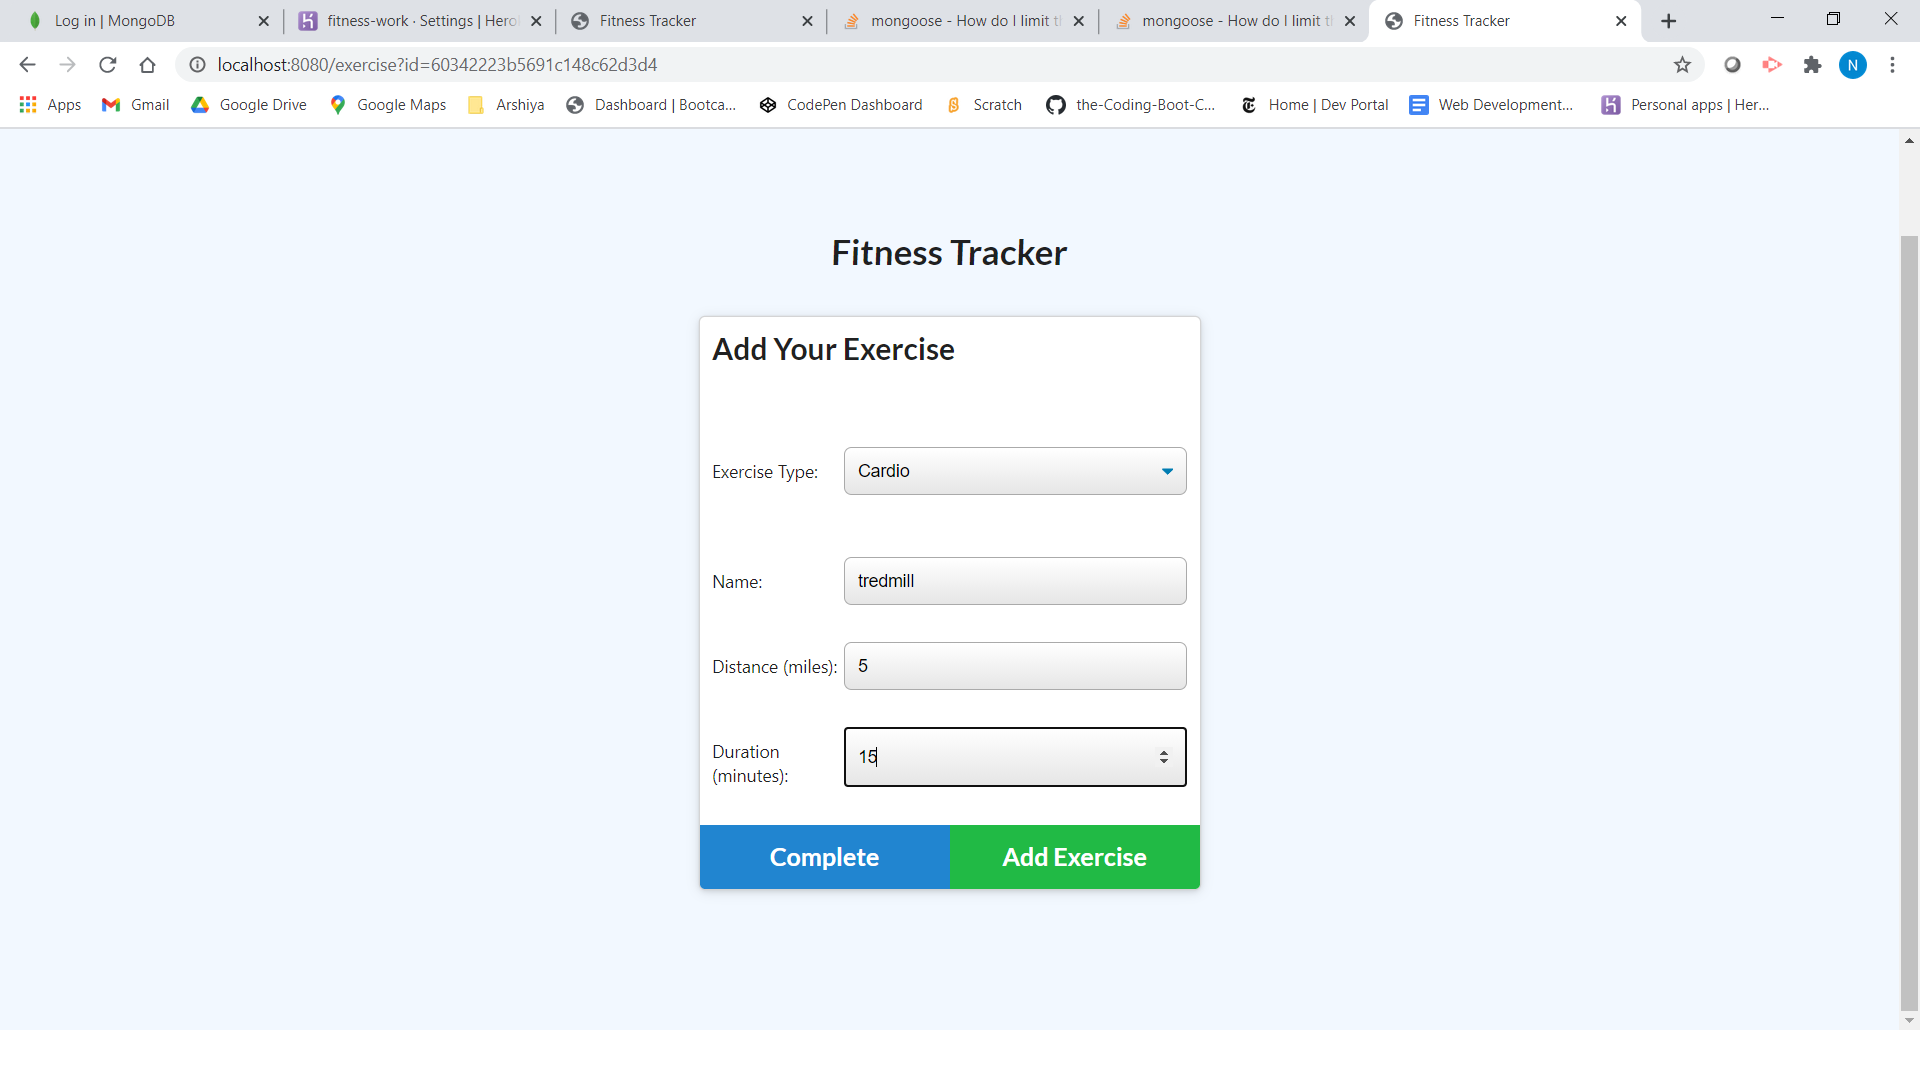 Log in | MongoDB
fitness-work · Settings | Hero
Fitness Tracker
mongoose - How do I limit t
mongoose - How do I limit t
Fitness Tracker
localhost:8080/exercise?id=60342223b5691c148c62d3d4
N
Apps
Gmail
Google Drive
Google Maps
Arshiya
Dashboard | Bootca...
CodePen Dashboard
Scratch
the-Coding-Boot-C...
Home | Dev Portal
Web Development...
Personal apps | Her...
Fitness Tracker
Add Your Exercise
Exercise Type: Cardio
Name: tredmill
Distance (miles): 5
Duration
(minutes): 15
Complete Add Exercise